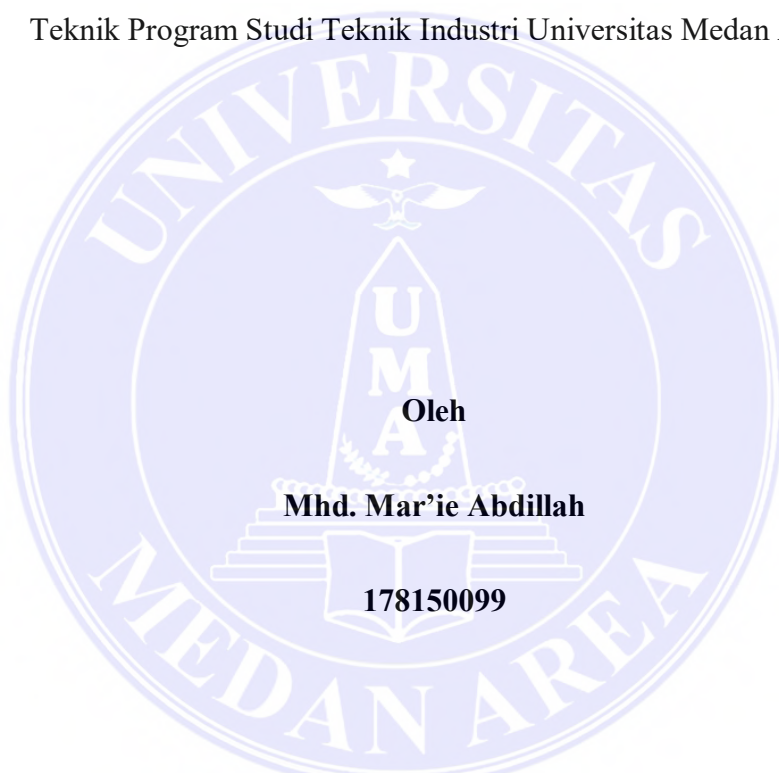 Teknik Program Studi Teknik Industri Universitas Medan
UNIVERSITAS
U
M
A
Oleh
Mhd. Mar’ie Abdillah
178150099
MEDAN AREA